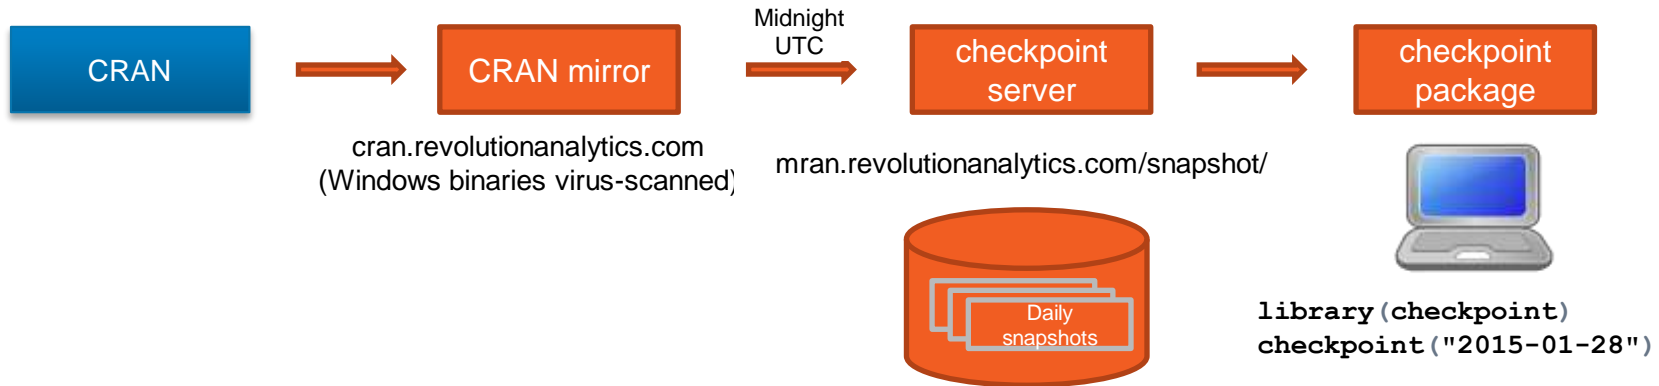 CRAN
CRAN mirror
Midnight
UTC
checkpoint
server
checkpoint
package
cran.revolutionanalytics.com
(Windows binaries virus-scanned)
mran.revolutionanalytics.com/snapshot/
Daily
snapshots
library(checkpoint)
checkpoint("2015-01-28")